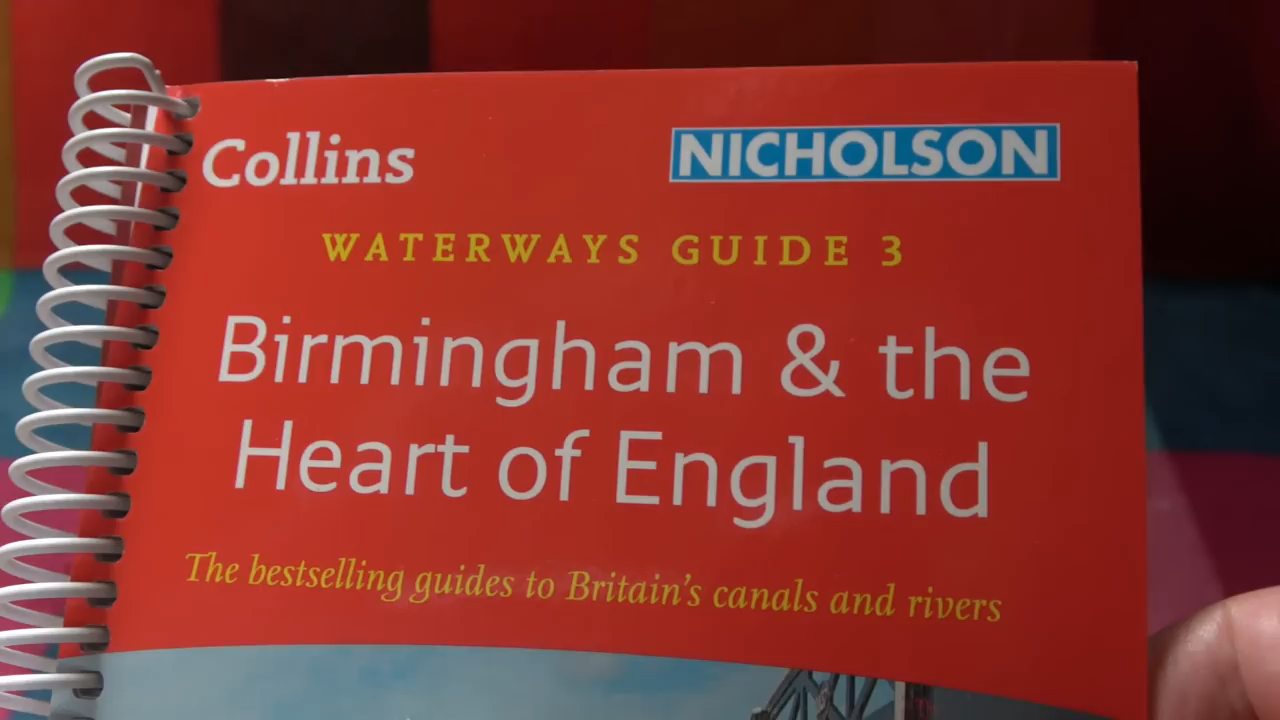 Collins
NICHOLSON
WATERWAYS GUIDE 3
Birmingham & the
Heart of England
The bestselling guides to Britain's canals and rivers